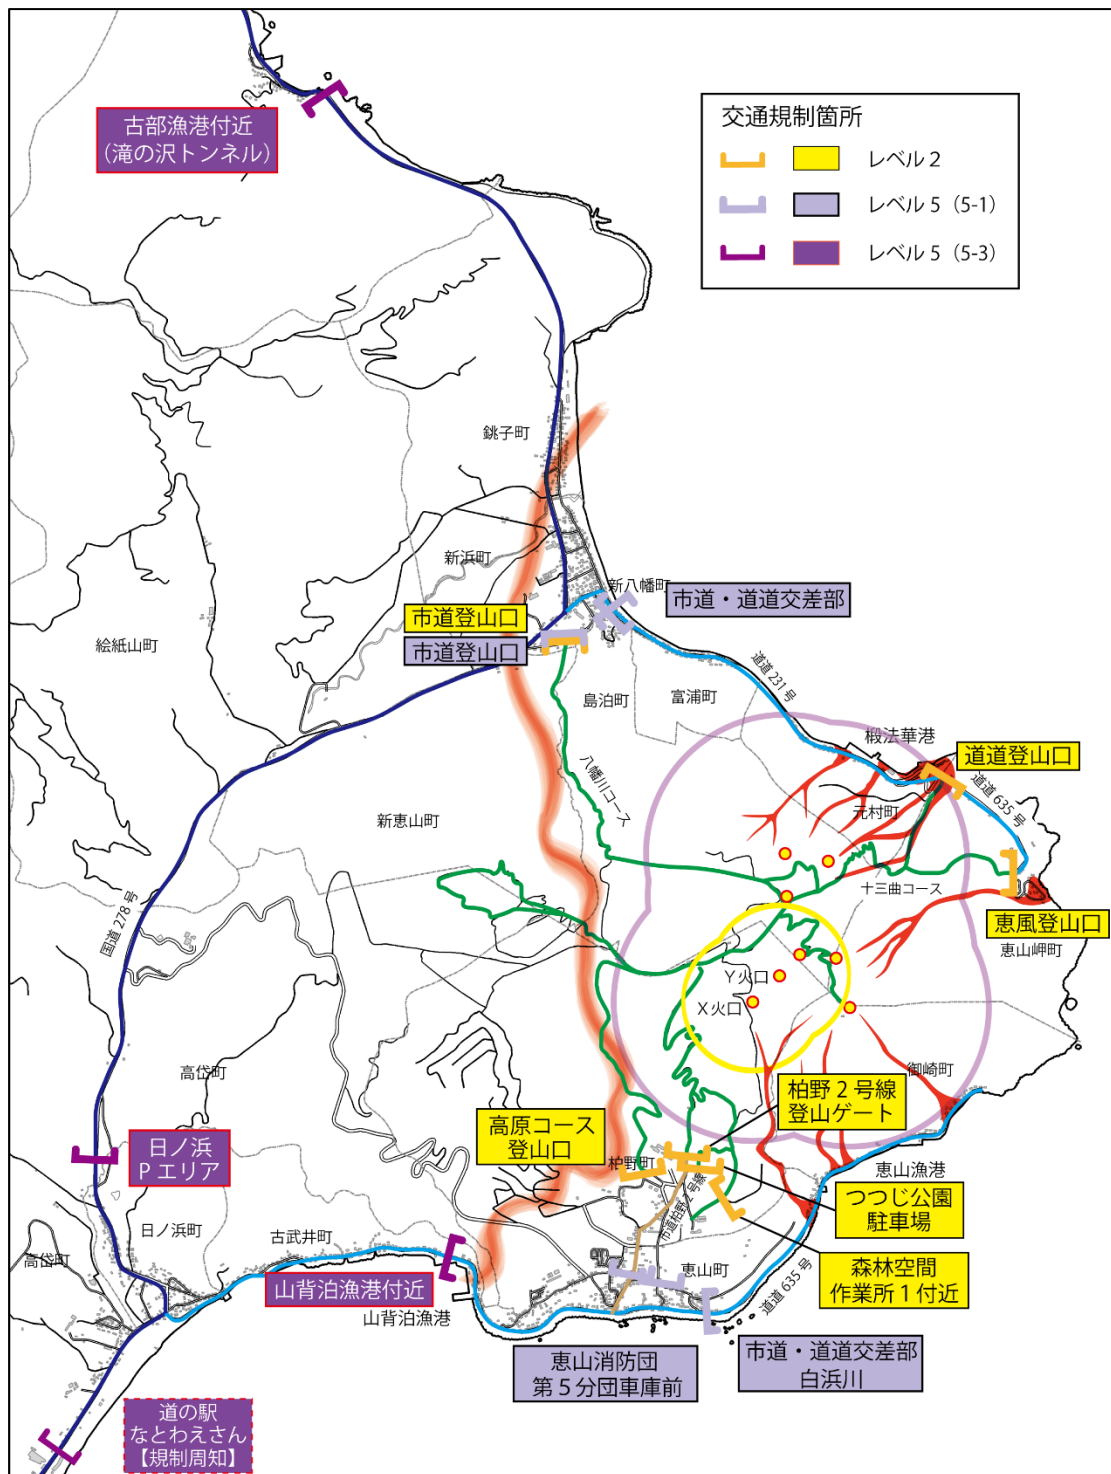 古部漁港付近
（滝の沢トンネル）
交通規制箇所
レベル 2
レベル 5（5-1）
レベル 5（5-3）
銚子町
新浜町
新八幡町
市道・道道交差部
市道登山口
市道登山口
絵紙山町
島泊町
富浦町
道道 231 号
椴法華港
道道登山口
八幡川コース
元村町
道道 635 号
新恵山町
十三曲コース
国道 278 号
恵風登山口
恵山岬町
Y火口
X火口
高岱町
御崎町
柏野 2 号線
登山ゲート
高原コース
登山口
日ノ浜
P エリア
柏野町
恵山漁港
つつじ公園
駐車場
市道柏野 2 号線
日ノ浜町
古武井町
高岱町
恵山町
森林空間
作業所 1 付近
山背泊漁港付近
道道 635 号
山背泊漁港
恵山消防団
第 5 分団車庫前
市道・道道交差部
白浜川
道の駅
なとわえさん
【規制周知】